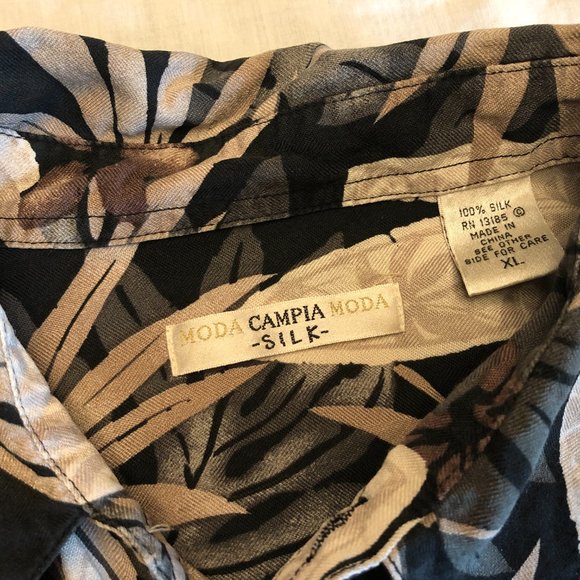 MODA CAMPIA MODA
-SILK-
100% SILK
RN 13185 ©
MADE IN
CHINA
SEE OTHER
SIDE FOR CARE
XL